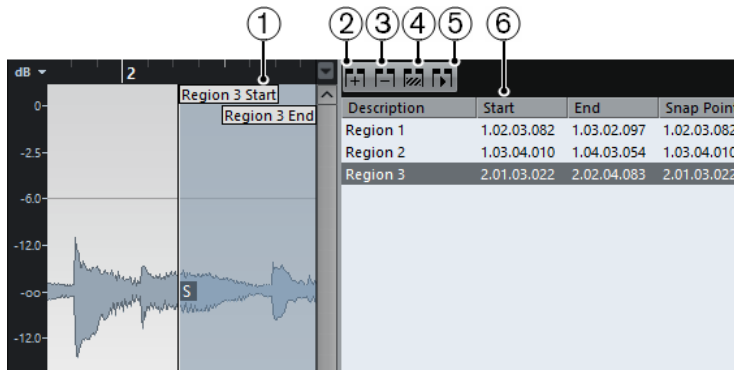 1 2 3 4 5 6
dB 2
Region 3 Start
Region 3 End
0-
-2.5-
-6.0-
-12.0-
-oo-
-12.0-
S
Description Start End Snap Poin
Region 1 1.02.03.082 1.03.02.097 1.02.03.082
Region 2 1.03.04.010 1.04.03.054 1.03.04.010
Region 3 2.01.03.022 2.02.04.083 2.01.03.022